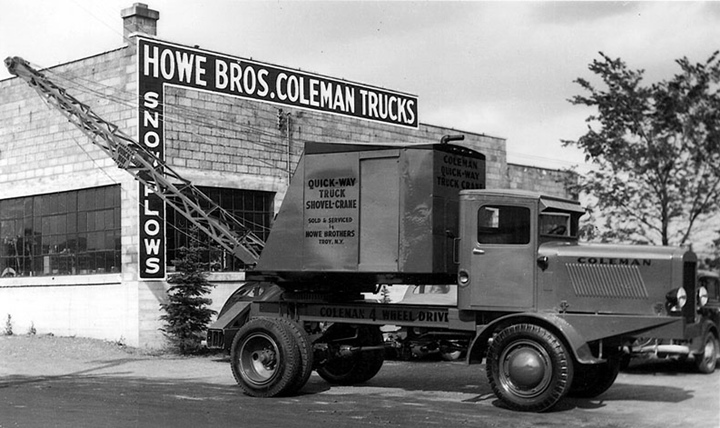 HOWE BROS. COLEMAN TRUCKS
SNOW PLOWS
QUICK-WAY
TRUCK
SHOVEL-CRANE
SOLD & SERVICED
by
HOWE BROTHERS
TROY, N.Y.
COLEMAN
QUICK-WAY
TRUCK CRANE
COLEMAN
COLEMAN 4 WHEEL DRIVE